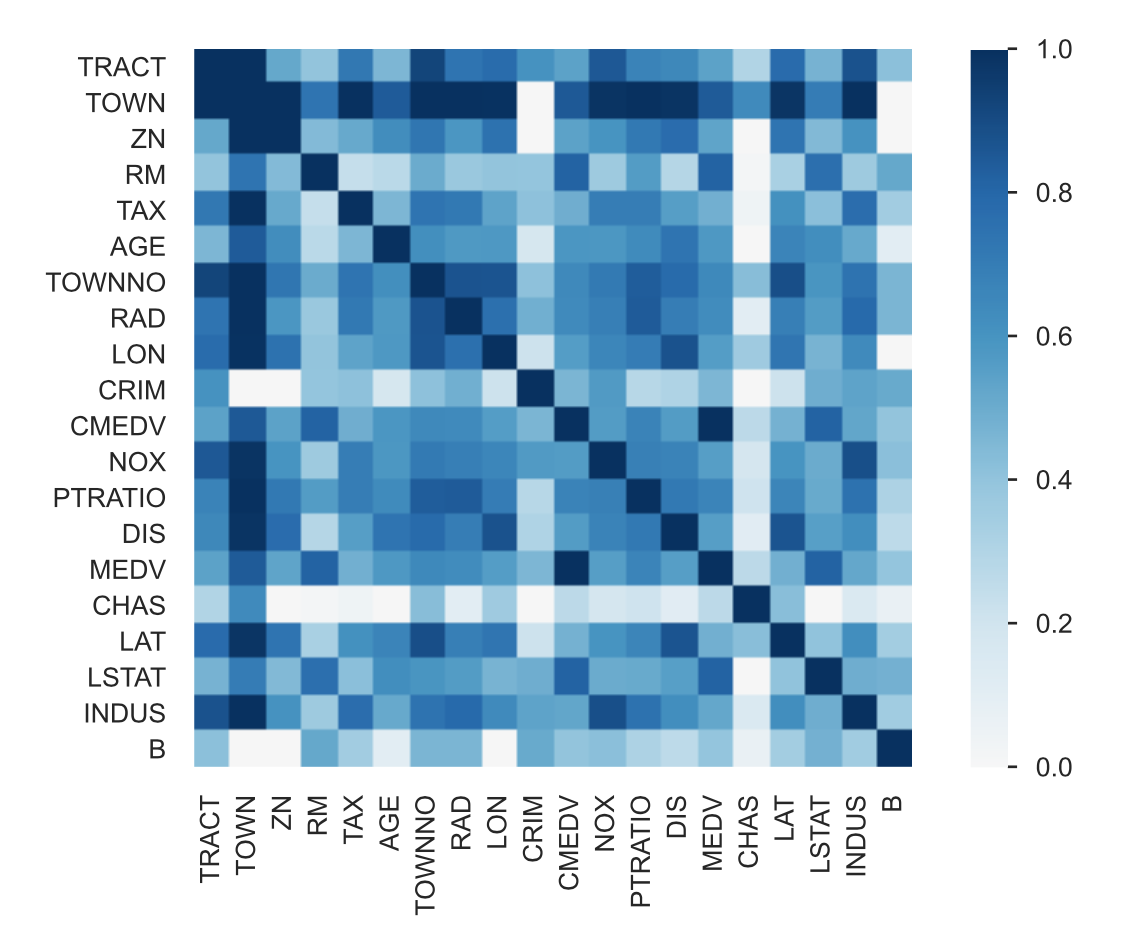 TRACT
TOWN
ZN
RM
TAX
AGE
TOWNNO
RAD
LON
CRIM
CMEDV
NOX
PTRATIO
DIS
MEDV
CHAS
LAT
LSTAT
INDUS
B
TRACT
TOWN
ZN
RM
TAX
AGE
TOWNNO
RAD
LON
CRIM
CMEDV
NOX
PTRATIO
DIS
MEDV
CHAS
LAT
LSTAT
INDUS
B
1.0
0.8
0.6
0.4
0.2
0.0